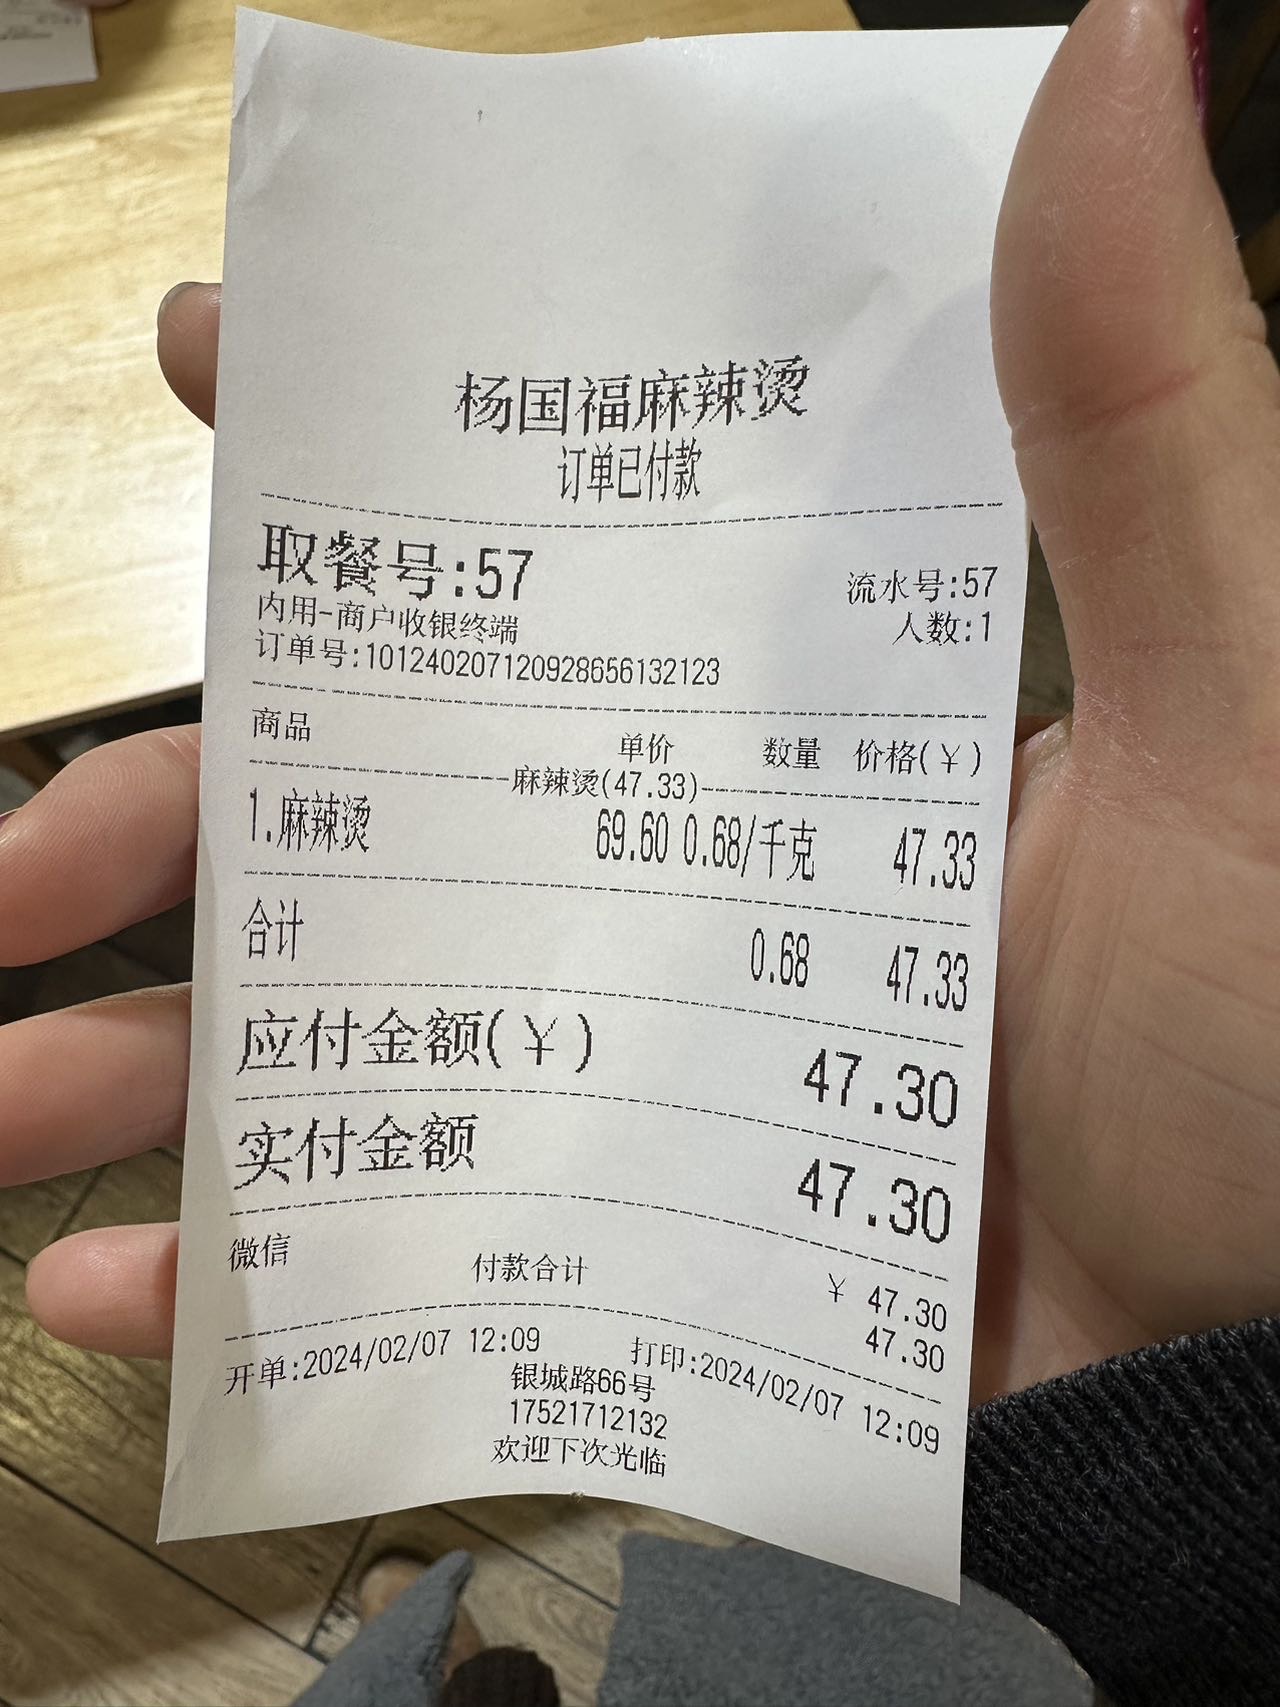 杨国福麻辣烫
订单已付款
取餐号:57 流水号:57
内用-商户收银终端 人数:1
订单号:101240207120928656132123
商品 单价 数量 价格(￥)
麻辣烫(47.33)
1.麻辣烫 69.60 0.68/千克 47.33
合计 0.68 47.33
应付金额(￥) 47.30
实付金额 47.30
微信 ￥ 47.30
付款合计 47.30
开单:2024/02/07 12:09 打印:2024/02/07 12:09
银城路66号
17521712132
欢迎下次光临